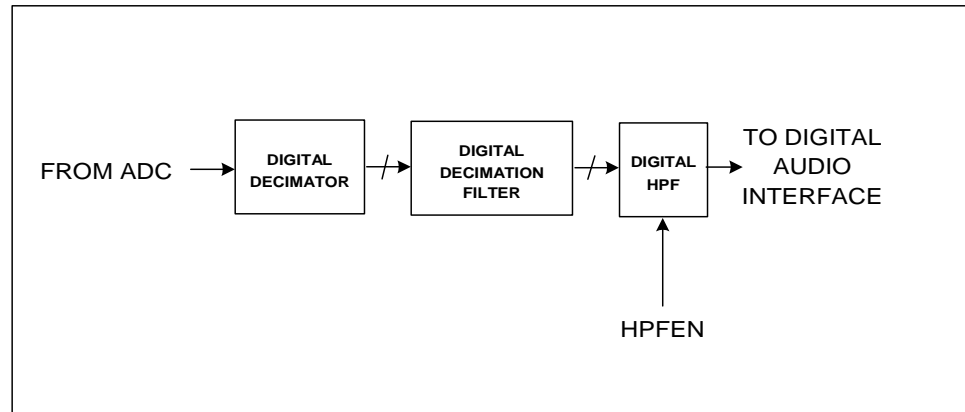 FROM ADC
DIGITAL
DECIMATOR
DIGITAL
DECIMATION
FILTER
DIGITAL
HPF
TO DIGITAL
AUDIO
INTERFACE
HPFEN